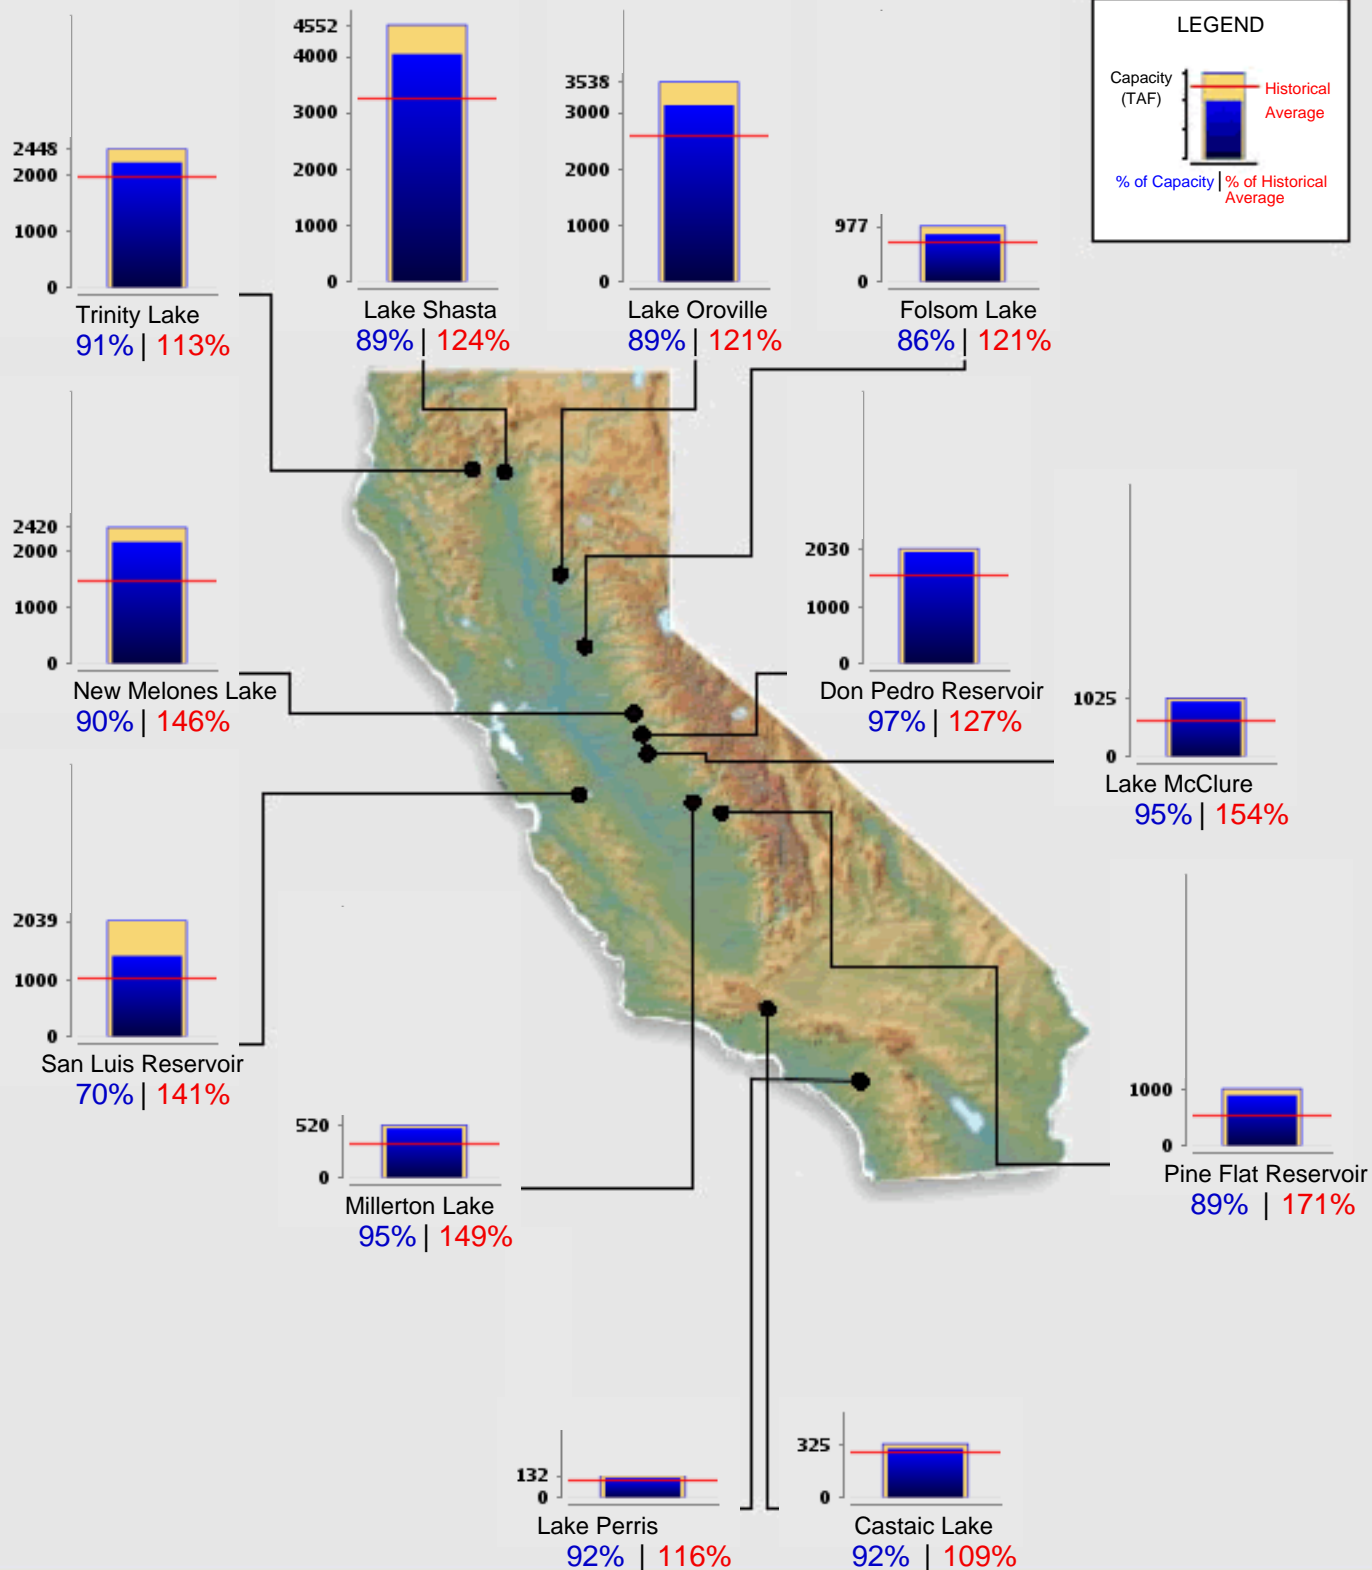 LEGEND
Capacity
(TAF)
Historical
Average
% of Capacity | % of Historical
Average
2448
2000
1000
0
Trinity Lake
91% | 113%
4552
4000
3000
2000
1000
0
Lake Shasta
89% | 124%
3538
3000
2000
1000
0
Lake Oroville
89% | 121%
977
0
Folsom Lake
86% | 121%
2420
2000
1000
0
New Melones Lake
90% | 146%
2030
1000
0
Don Pedro Reservoir
97% | 127%
1025
0
Lake McClure
95% | 154%
2039
1000
0
San Luis Reservoir
70% | 141%
520
0
Millerton Lake
95% | 149%
1000
0
Pine Flat Reservoir
89% | 171%
132
0
Lake Perris
92% | 116%
325
0
Castaic Lake
92% | 109%